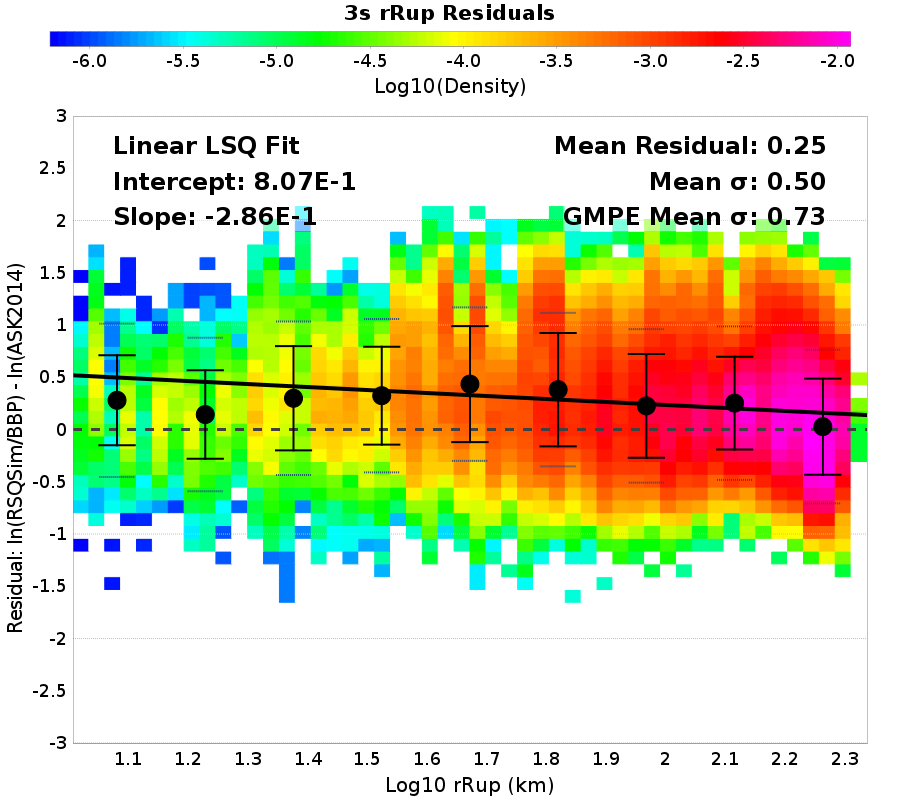 3s rRup Residuals
-6.0 -5.5 -5.0 -4.5 -4.0 -3.5 -3.0 -2.5 -2.0
Log10(Density)
Linear LSQ Fit
Intercept: 8.07E-1
Slope: -2.86E-1
Mean Residual: 0.25
Mean σ: 0.50
GMPE Mean σ: 0.73
Residual: ln(RSQSim/BBP) - ln(ASK2014)
3
2.5
2
1.5
1
0.5
0
-0.5
-1
-1.5
-2
-2.5
-3
1.1 1.2 1.3 1.4 1.5 1.6 1.7 1.8 1.9 2 2.1 2.2 2.3
Log10 rRup (km)